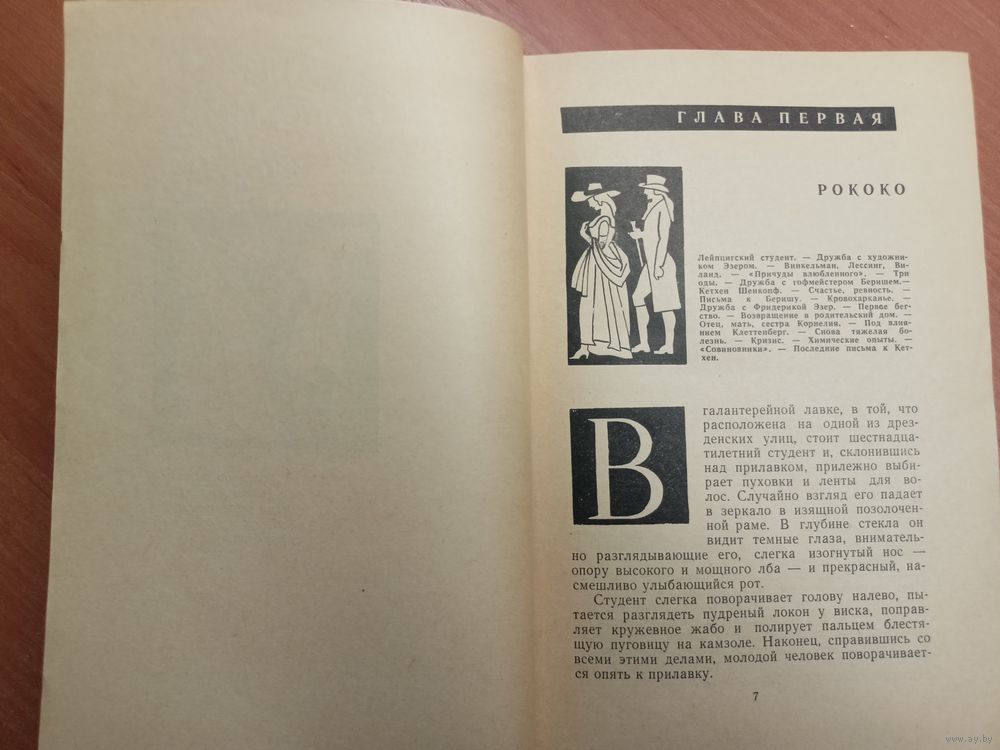 ГЛАВА ПЕРВАЯ
РОКОКО
Лейпцигский студент. — Дружба с художни-
ком Эзером. — Винкельман, Лессинг, Ви-
ланд. — «Причуды влюбленного». — Три
оды. — Дружба с гофмейстером Беришем.—
Кетхен Шенкопф. — Счастье, ревность. —
Письма к Беришу. — Кровохарканье. —
Дружба с Фридерикой Эзер. — Первое бег-
ство. — Возвращение в родительский дом. —
Отец, мать, сестра Корнелия. — Под влия-
нием Клеттенберг. — Снова тяжелая бо-
лезнь. — Кризис. — Химические опыты. —
«Совиновники». — Последние письма к Кет-
хен.
В галантерейной лавке, в той, что
расположена на одной из дрез-
денских улиц, стоит шестнадца-
тилетний студент и, склонившись
над прилавком, прилежно выби-
рает пуховки и ленты для во-
лос. Случайно взгляд его падает
в зеркало в изящной позолочен-
ной раме. В глубине стекла он
видит темные глаза, вниматель-
но разглядывающие его, слегка изогнутый нос —
опору высокого и мощного лба — и прекрасный, на-
смешливо улыбающийся рот.
Студент слегка поворачивает голову налево, пы-
тается разглядеть пудреный локон у виска, поправ-
ляет кружевное жабо и полирует пальцем блестя-
щую пуговицу на камзоле. Наконец, справившись со
всеми этими делами, молодой человек поворачивает-
ся опять к прилавку.
7
www.ay.by